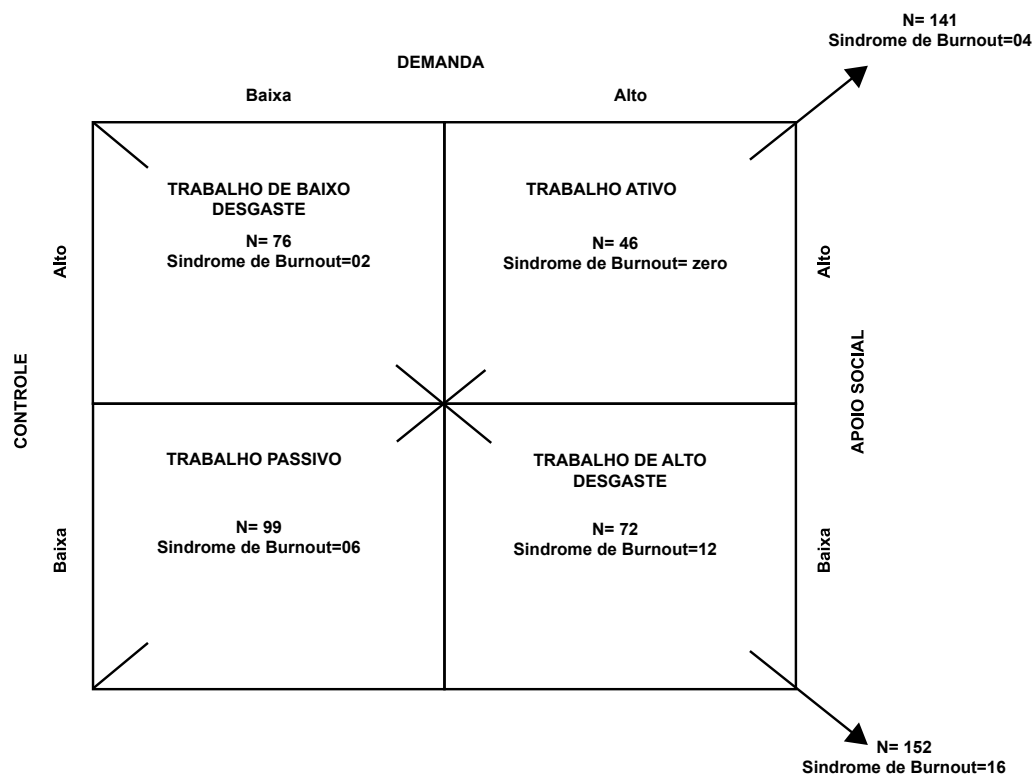 N= 141
Sindrome de Burnout=04
DEMANDA
Baixa
Alto
TRABALHO DE BAIXO
DESGASTE
N= 76
Sindrome de Burnout=02
TRABALHO ATIVO
N= 46
Sindrome de Burnout= zero
Alto
Alto
CONTROLE
APOIO SOCIAL
TRABALHO PASSIVO
N= 99
Sindrome de Burnout=06
TRABALHO DE ALTO
DESGASTE
N= 72
Sindrome de Burnout=12
Baixa
Baixa
N= 152
Sindrome de Burnout=16